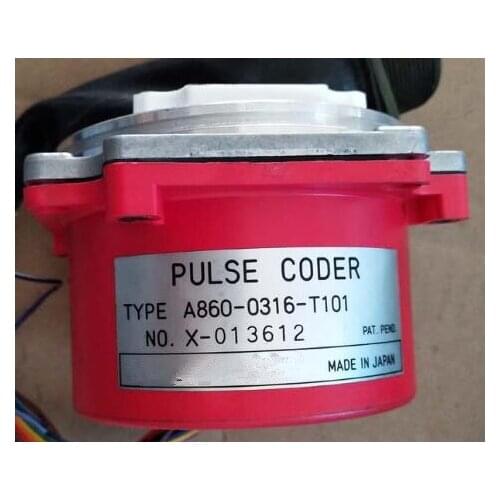 PULSE CODER
TYPE A860-0316-T101
NO. X-013612
PAT. PEND.
MADE IN JAPAN